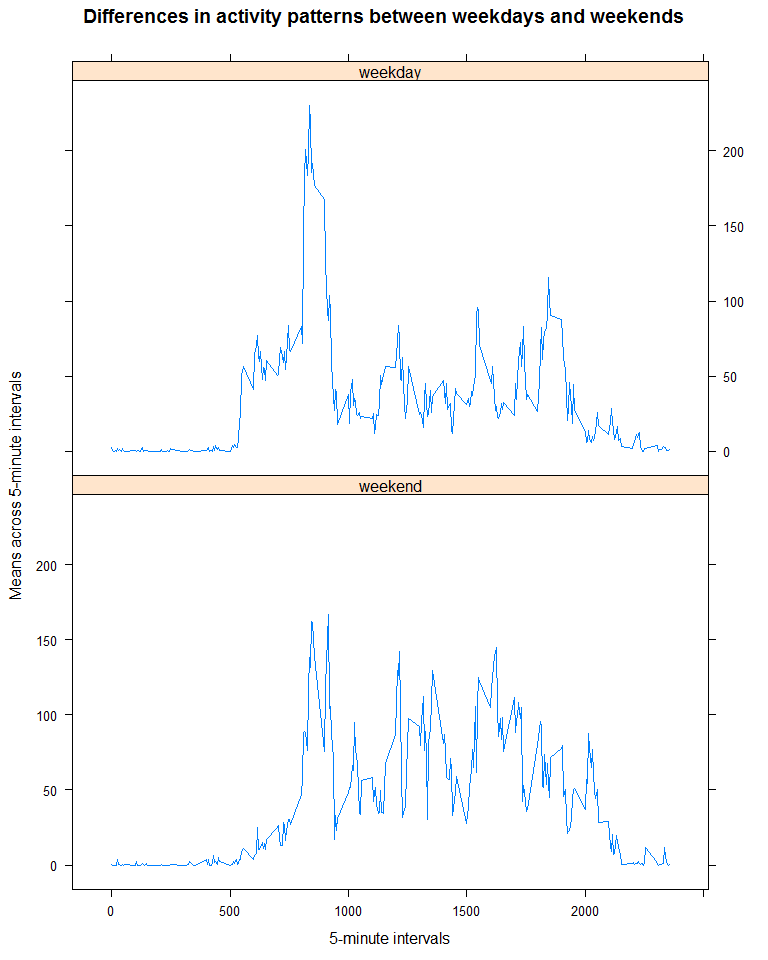 Differences in activity patterns between weekdays and weekends
weekday
200
150
100
50
0
Means across 5-minute intervals
weekend
200
150
100
50
0
0 500 1000 1500 2000
5-minute intervals